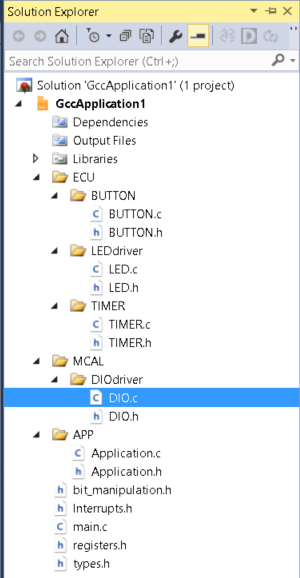 Solution Explorer
Search Solution Explorer (Ctrl+;)
Solution 'GccApplication1' (1 project)
GccApplication1
Dependencies
Output Files
Libraries
ECU
BUTTON
BUTTON.c
BUTTON.h
LEDdriver
LED.c
LED.h
TIMER
TIMER.c
TIMER.h
MCAL
DIOdriver
DIO.c
DIO.h
APP
Application.c
Application.h
bit_manipulation.h
Interrupts.h
main.c
registers.h
types.h